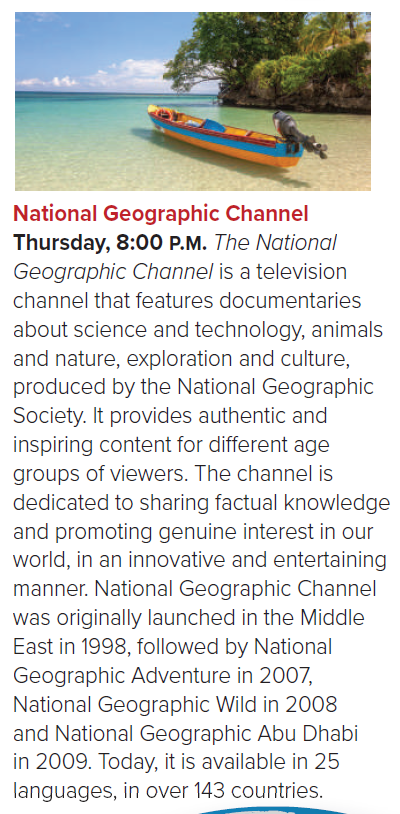 National Geographic Channel
Thursday, 8:00 P.M. The National
Geographic Channel is a television
channel that features documentaries
about science and technology, animals
and nature, exploration and culture,
produced by the National Geographic
Society. It provides authentic and
inspiring content for different age
groups of viewers. The channel is
dedicated to sharing factual knowledge
and promoting genuine interest in our
world, in an innovative and entertaining
manner. National Geographic Channel
was originally launched in the Middle
East in 1998, followed by National
Geographic Adventure in 2007,
National Geographic Wild in 2008
and National Geographic Abu Dhabi
in 2009. Today, it is available in 25
languages, in over 143 countries.